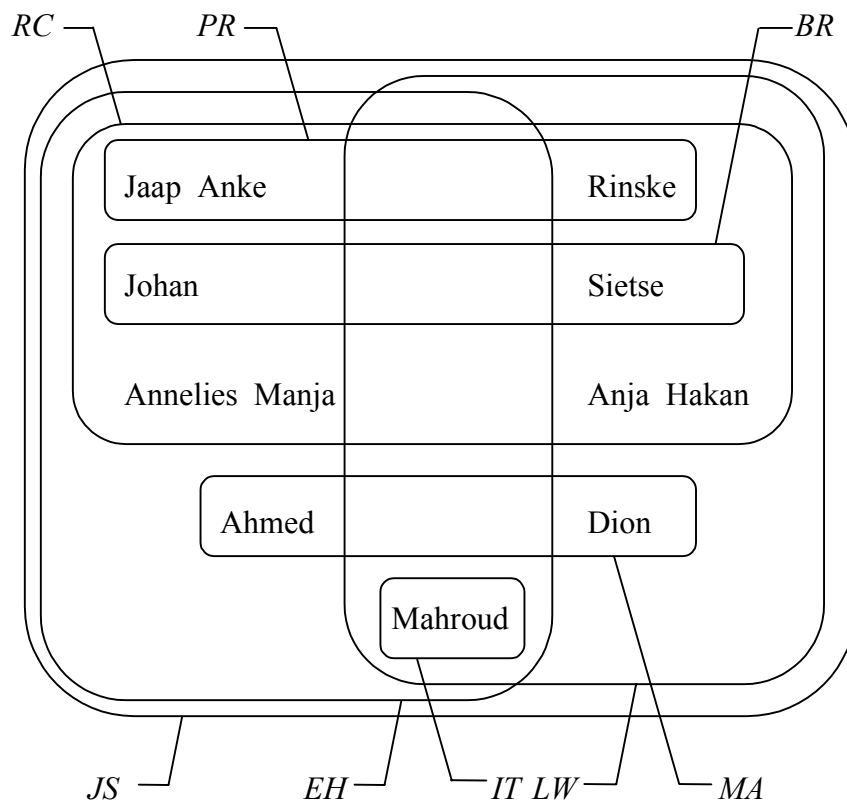 RC PR BR
Jaap Anke Rinske
Johan Sietse
Annelies Manja Anja Hakan
Ahmed Dion
Mahroud
JS EH IT LW MA